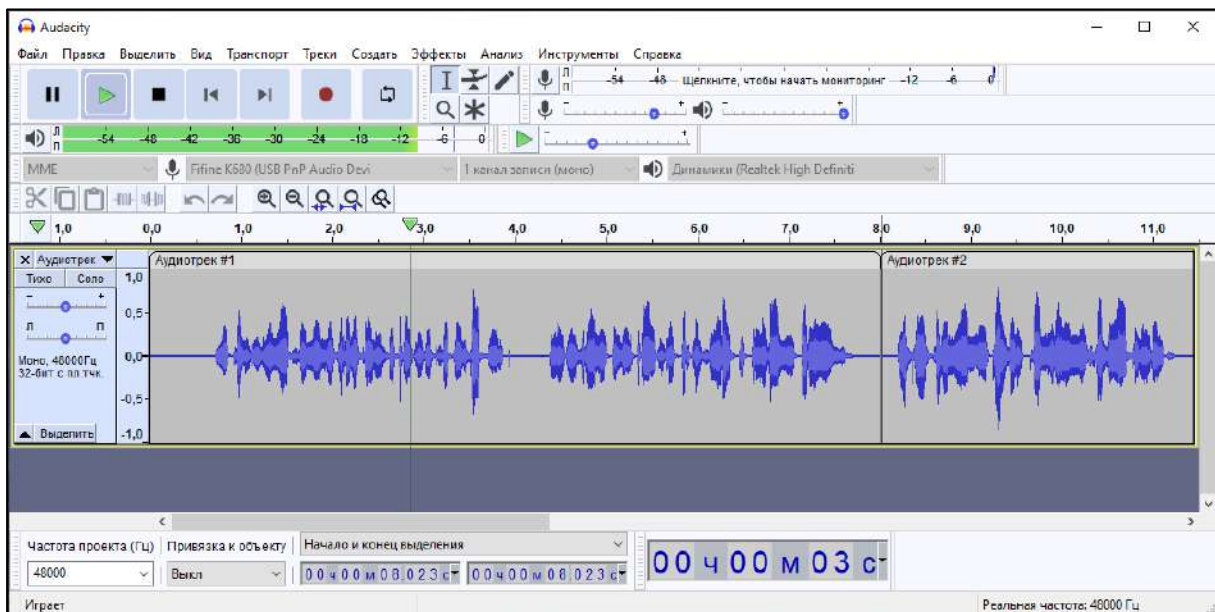 Audacity
Файл Правка Выделить Вид Транспорт Треки Создать Эффекты Анализ Инструменты Справка
Л П -54 -48 Щелкните, чтобы начать мониторинг -12 -6 0
- + - +
Л П -54 -48 -42 -36 -30 -24 -18 -12 -6 0 - +
MME Fifine K680 (USB PnP Audio Devi 1 канал записи (моно) Динамики (Realtek High Definiti
1,0 0,0 1,0 2,0 3,0 4,0 5,0 6,0 7,0 8,0 9,0 10,0 11,0
Аудиотрек Аудиотрек #1 Аудиотрек #2
Тихо Соло 1,0
- +
0,5
Л П
Моно, 48000Гц 0,0
32-бит с пл тчк.
-0,5
Выделить -1,0
Частота проекта (Гц) Привязка к объекту Начало и конец выделения
48000 Выкл 00 ч 00 м 08.023 с 00 ч 00 м 08.023 с 00 ч 00 м 03 с
Играет Реальная частота: 48000 Гц